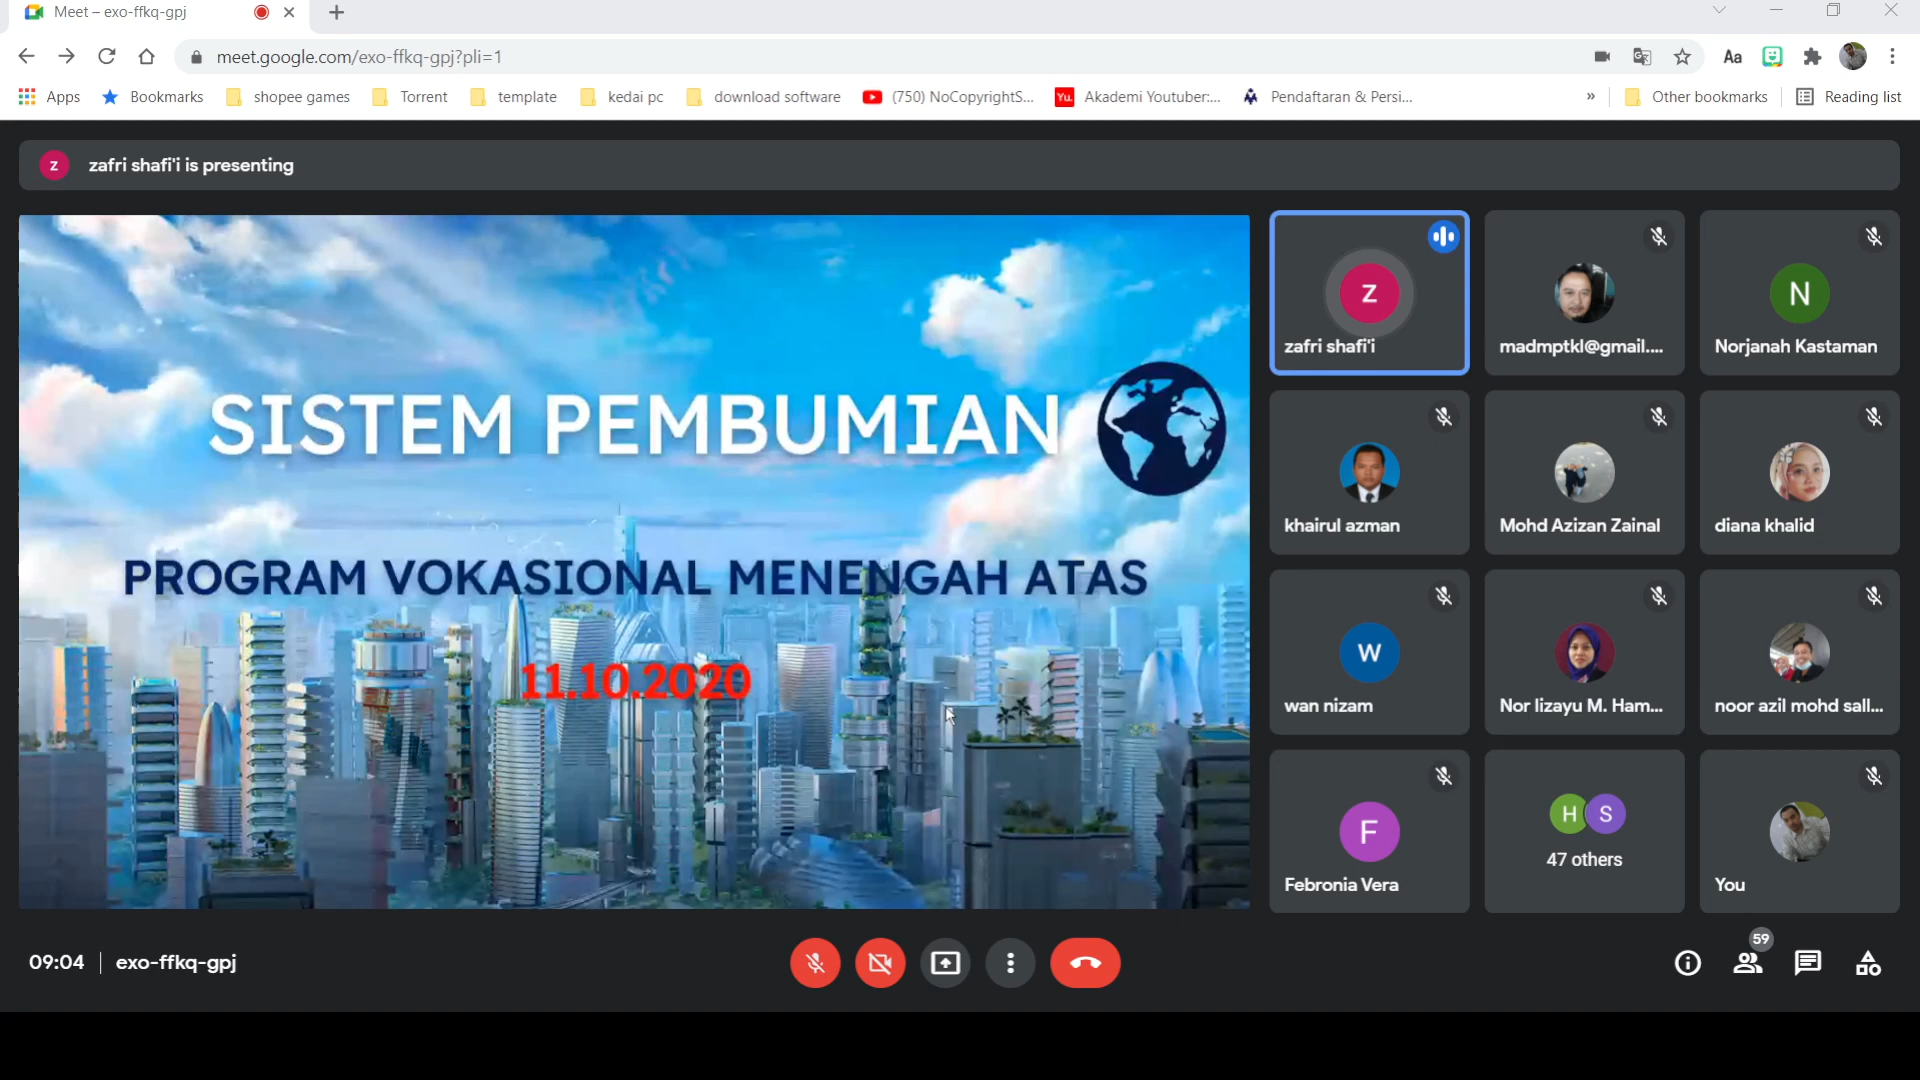 Meet – exo-ffkq-gpj
meet.google.com/exo-ffkq-gpj?pli=1
Aa
Apps
Bookmarks
shopee games
Torrent
template
kedai pc
download software
(750) NoCopyrightS...
Yu.
Akademi Youtuber:...
Pendaftaran & Persi...
»
Other bookmarks
Reading list
z
zafri shafi'i is presenting
SISTEM PEMBUMIAN
PROGRAM VOKASIONAL MENENGAH ATAS
11.10.2020
z
zafri shafi'i
madmptkl@gmail....
N
Norjanah Kastaman
khairul azman
Mohd Azizan Zainal
diana khalid
W
wan nizam
Nor lizayu M. Ham...
noor azil mohd sall...
F
Febronia Vera
H
S
47 others
You
09:04
exo-ffkq-gpj
59